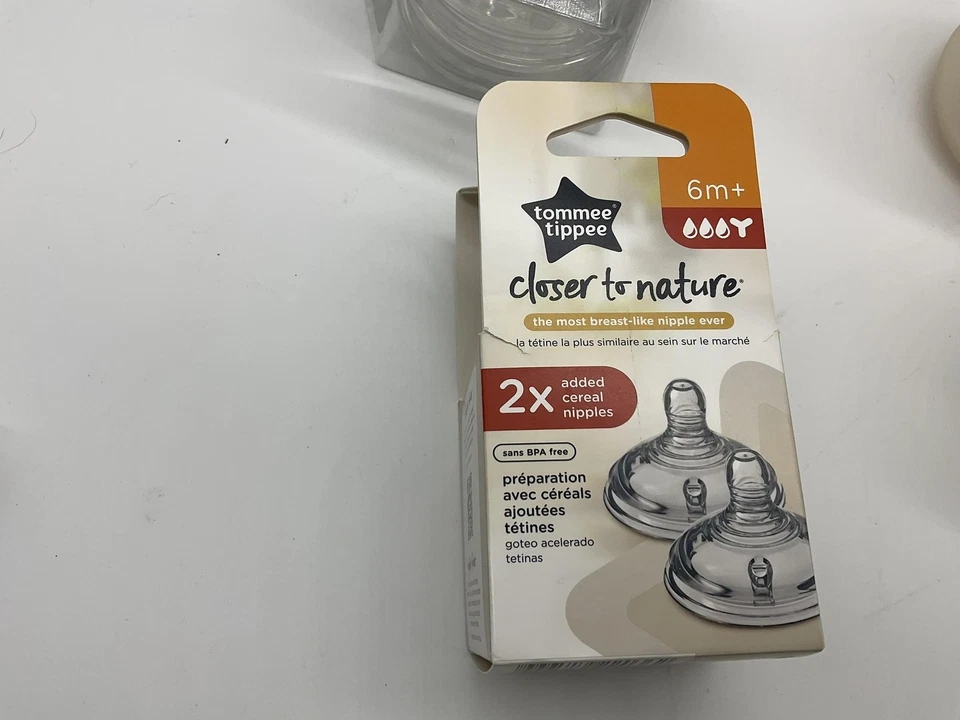 6m+
tommee
tippee
closer to nature
the most breast-like nipple ever
la tétine la plus similaire au sein sur le marché
2x
added
cereal
nipples
sans BPA free
préparation
avec céréals
ajoutées
tétines
goteo acelerado
tetinas